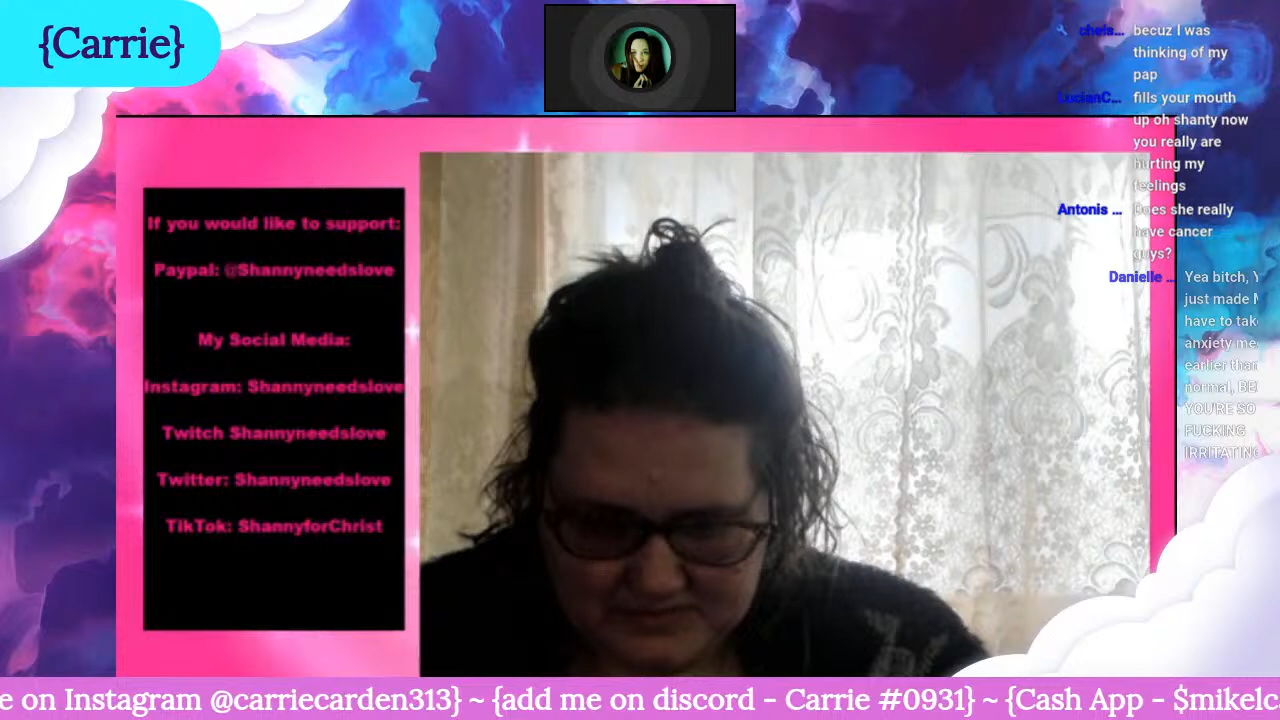 {Carrie}
chels...
becuz I was
thinking of my
pap
LucianC...
fills your mouth
up oh shanty now
you really are
hurting my
feelings
Antonis ...
Does she really
have cancer
guys?
Danielle ...
Yea bitch, Y
just made M
have to tak
anxiety me
earlier than
normal, BE
YOU'RE SO
FUCKING
IRRITATING
If you would like to support:
Paypal: @Shannyneedslove
My Social Media:
Instagram: Shannyneedslove
Twitch Shannyneedslove
Twitter: Shannyneedslove
TikTok: ShannyforChrist
e on Instagram @carriecarden313} ~ {add me on discord - Carrie #0931} ~ {Cash App - $mikelc